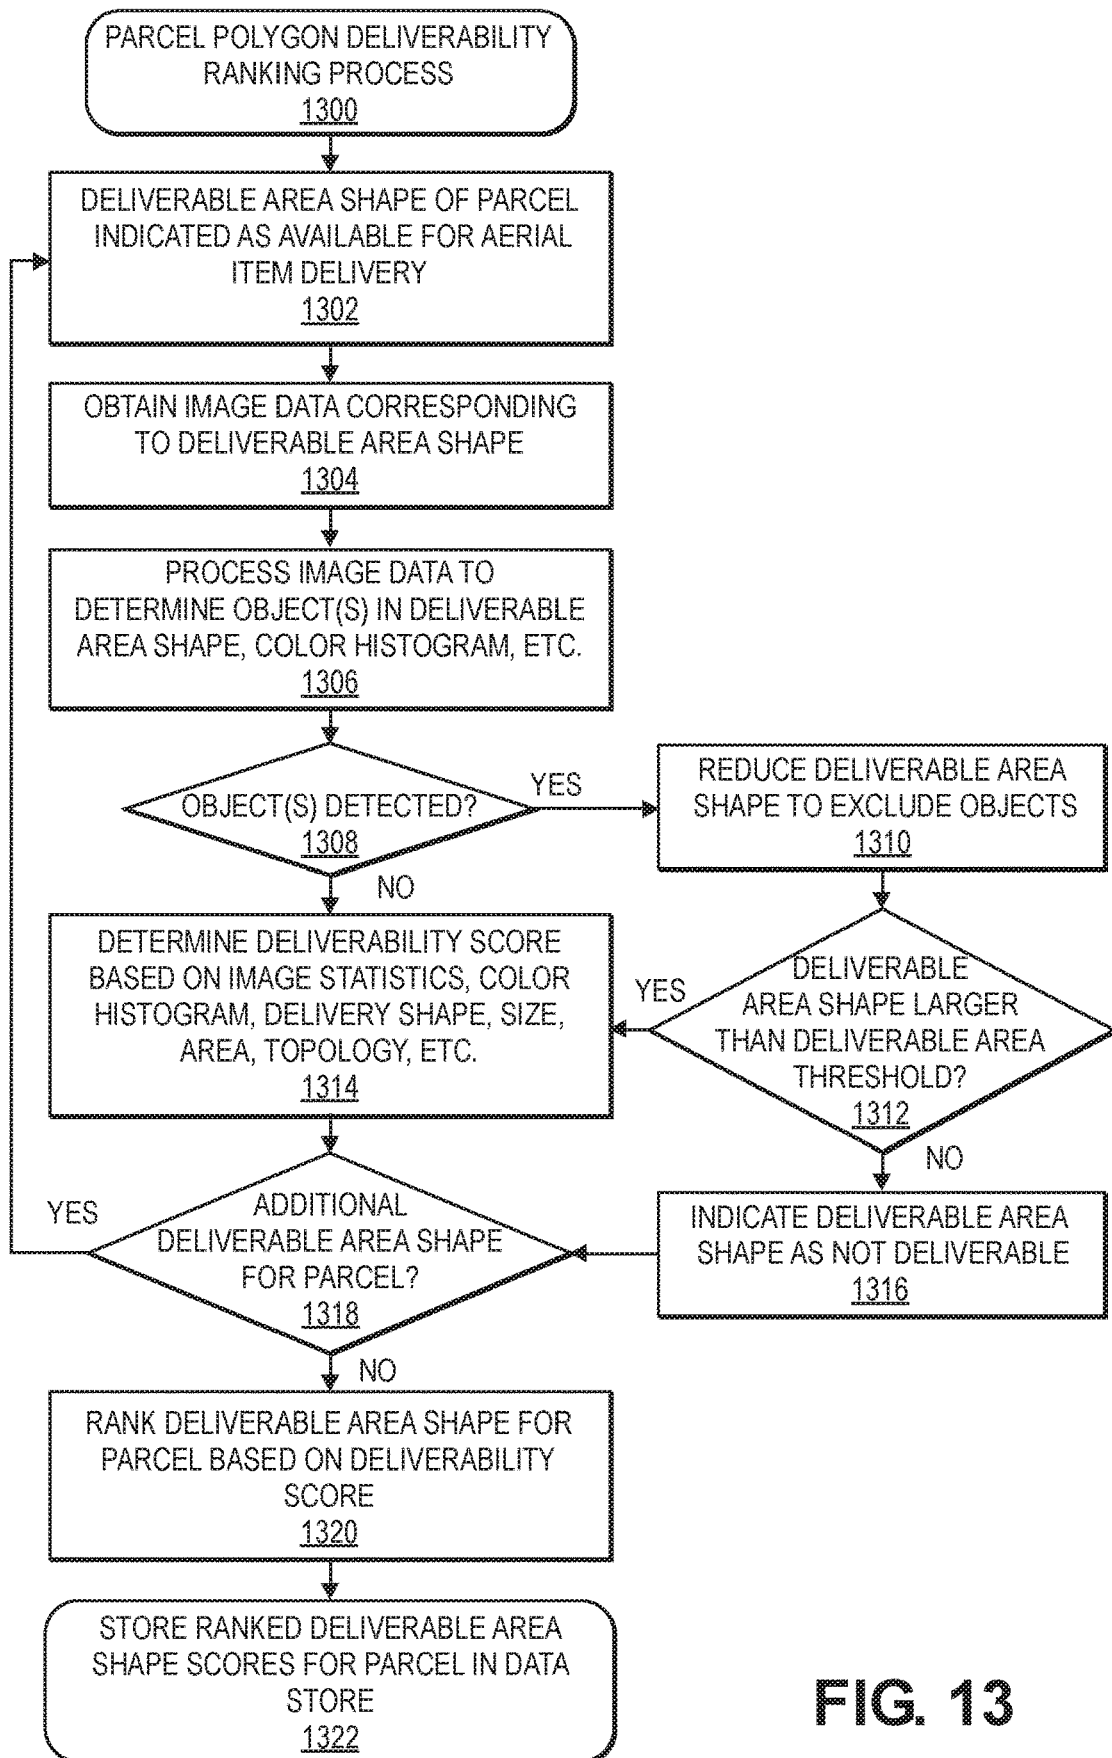 PARCEL POLYGON DELIVERABILITY
RANKING PROCESS
1300
DELIVERABLE AREA SHAPE OF PARCEL
INDICATED AS AVAILABLE FOR AERIAL
ITEM DELIVERY
1302
OBTAIN IMAGE DATA CORRESPONDING
TO DELIVERABLE AREA SHAPE
1304
PROCESS IMAGE DATA TO
DETERMINE OBJECT(S) IN DELIVERABLE
AREA SHAPE, COLOR HISTOGRAM, ETC.
1306
OBJECT(S) DETECTED?
1308
YES
NO
REDUCE DELIVERABLE AREA
SHAPE TO EXCLUDE OBJECTS
1310
DELIVERABLE
AREA SHAPE LARGER
THAN DELIVERABLE AREA
THRESHOLD?
1312
YES
NO
DETERMINE DELIVERABILITY SCORE
BASED ON IMAGE STATISTICS, COLOR
HISTOGRAM, DELIVERY SHAPE, SIZE,
AREA, TOPOLOGY, ETC.
1314
INDICATE DELIVERABLE AREA
SHAPE AS NOT DELIVERABLE
1316
ADDITIONAL
DELIVERABLE AREA SHAPE
FOR PARCEL?
1318
YES
NO
RANK DELIVERABLE AREA SHAPE FOR
PARCEL BASED ON DELIVERABILITY
SCORE
1320
STORE RANKED DELIVERABLE AREA
SHAPE SCORES FOR PARCEL IN DATA
STORE
1322
FIG. 13